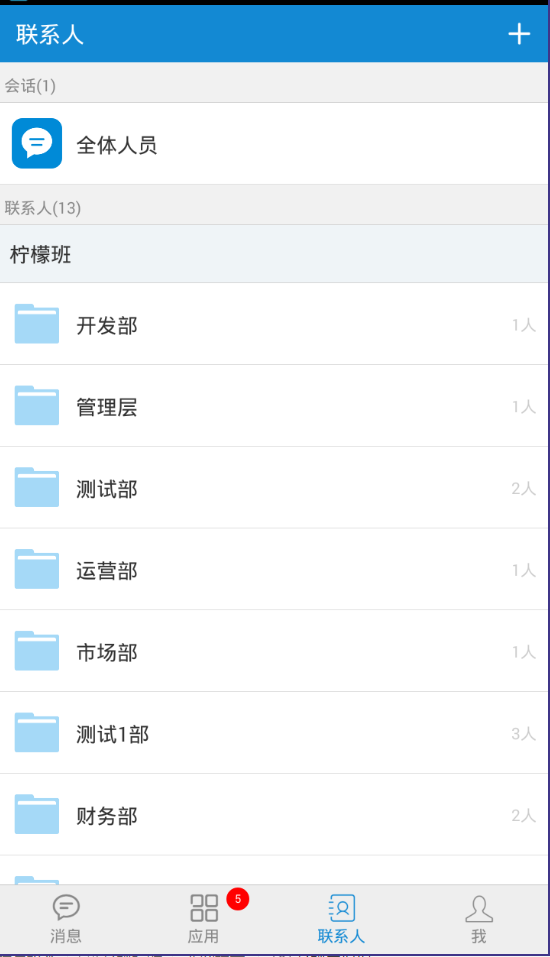 联系人
会话(1)
全体人员
联系人(13)
柠檬班
开发部 1人
管理层 1人
测试部 2人
运营部 1人
市场部 1人
测试1部 3人
财务部 2人
5
消息 应用 联系人 我